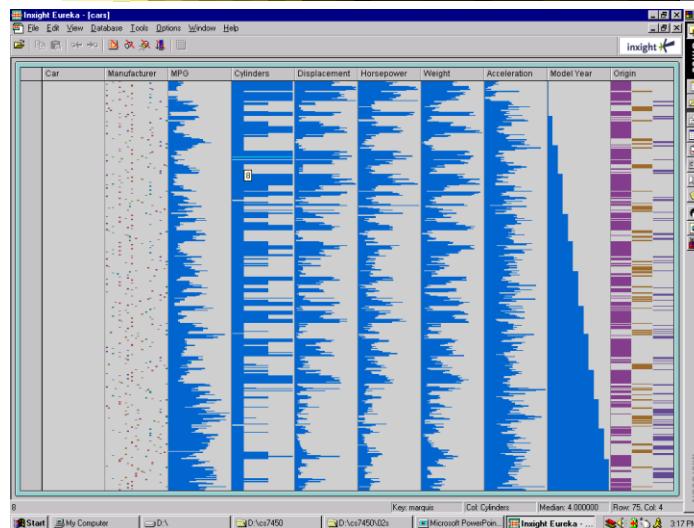 Inxight Eureka - [cars]
File Edit View Database Tools Options Window Help
inxight
Car Manufacturer MPG Cylinders Displacement Horsepower Weight Acceleration Model Year Origin
8
8 Key: marquis Col: Cylinders Median: 4.000000 Row: 75, Col: 4
Start My Computer D:\ D:\cs7450 D:\cs7450\02s Microsoft PowerPoin... Inxight Eureka - ... 3:17 PM